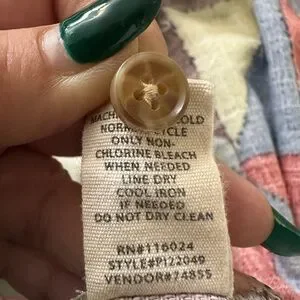 MACHINE COLD
NORMAL CYCLE
ONLY NON-
CHLORINE BLEACH
WHEN NEEDED
LINE DRY
COOL IRON
IF NEEDED
DO NOT DRY CLEAN
RN#116024
STYLE#P122049
VENDOR#74855